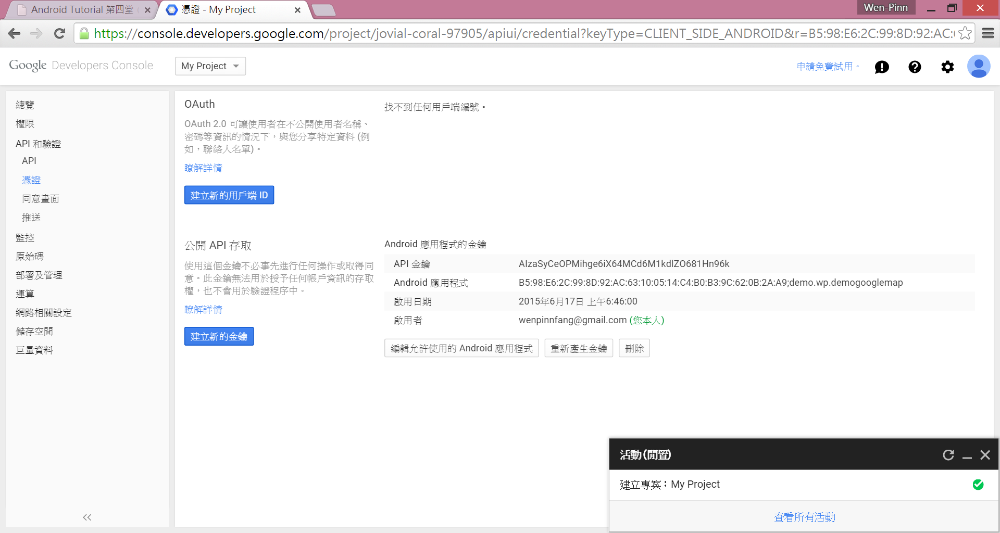 Android Tutorial 第四堂
憑證 - My Project
Wen-Pinn
https://console.developers.google.com/project/jovial-coral-97905/apiui/credential?keyType=CLIENT_SIDE_ANDROID&r=B5:98:E6:2C:99:8D:92:AC:
Google Developers Console
My Project
申請免費試用。
總覽
權限
API 和驗證
API
憑證
同意畫面
推送
監控
原始碼
部署及管理
運算
網路相關設定
儲存空間
巨量資料
OAuth
OAuth 2.0 可讓使用者在不公開使用者名稱、
密碼等資訊的情況下，與您分享特定資料 (例
如，聯絡人名單)。
瞭解詳情
建立新的用戶端 ID
找不到任何用戶端編號。
公開 API 存取
使用這個金鑰不必事先進行任何操作或取得同
意。此金鑰無法用於授予任何帳戶資訊的存取
權，也不會用於驗證程序中。
瞭解詳情
建立新的金鑰
Android 應用程式的金鑰
API 金鑰 AIzaSyCeOPMihge6iX64MCd6M1kdlZO681Hn96k
Android 應用程式 B5:98:E6:2C:99:8D:92:AC:63:10:05:14:C4:B0:B3:9C:62:0B:2A:A9;demo.wp.demogooglemap
啟用日期 2015年6月17日 上午6:46:00
啟用者 wenpinnfang@gmail.com (您本人)
編輯允許使用的 Android 應用程式
重新產生金鑰
刪除
活動 (閒置)
建立專案：My Project
查看所有活動